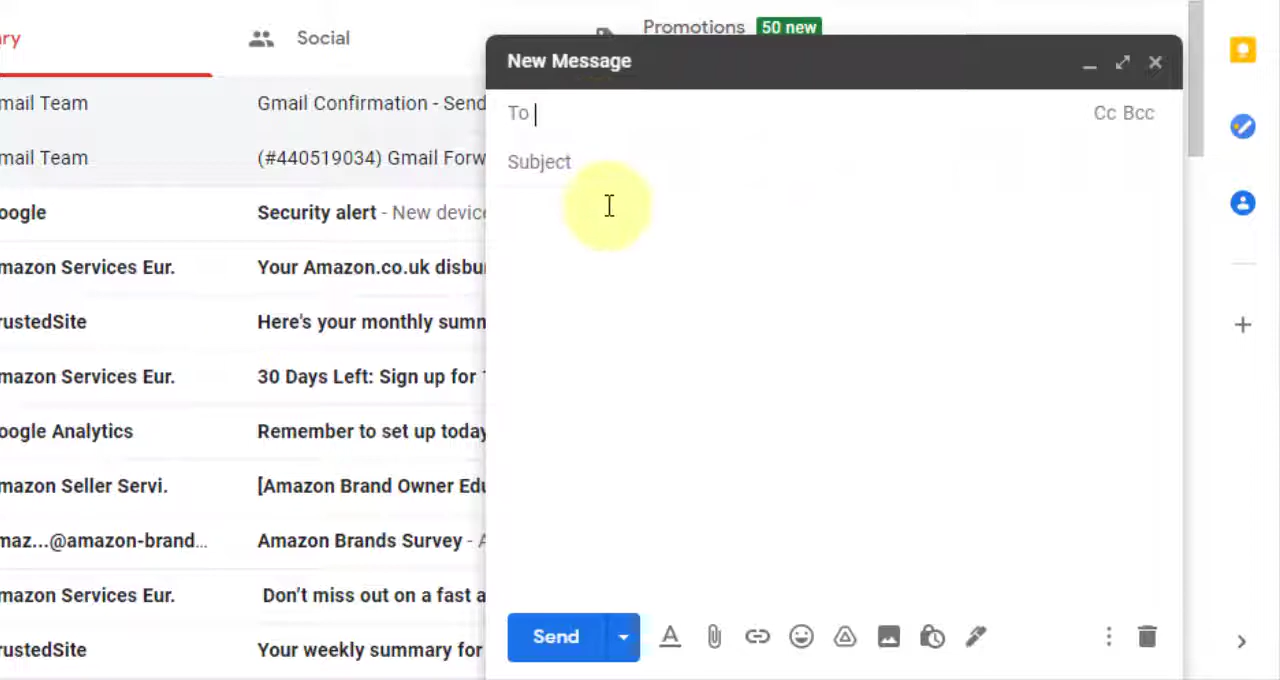 ry
Social
Promotions 50 new
New Message
mail Team Gmail Confirmation - Send
To
Cc Bcc
mail Team (#440519034) Gmail Forw
Subject
oogle Security alert - New device
mazon Services Eur. Your Amazon.co.uk disbu
rustedSite Here's your monthly summ
mazon Services Eur. 30 Days Left: Sign up for
oogle Analytics Remember to set up today
mazon Seller Servi. [Amazon Brand Owner Edu
maz...@amazon-brand... Amazon Brands Survey - A
mazon Services Eur. Don't miss out on a fast a
rustedSite Your weekly summary for
Send